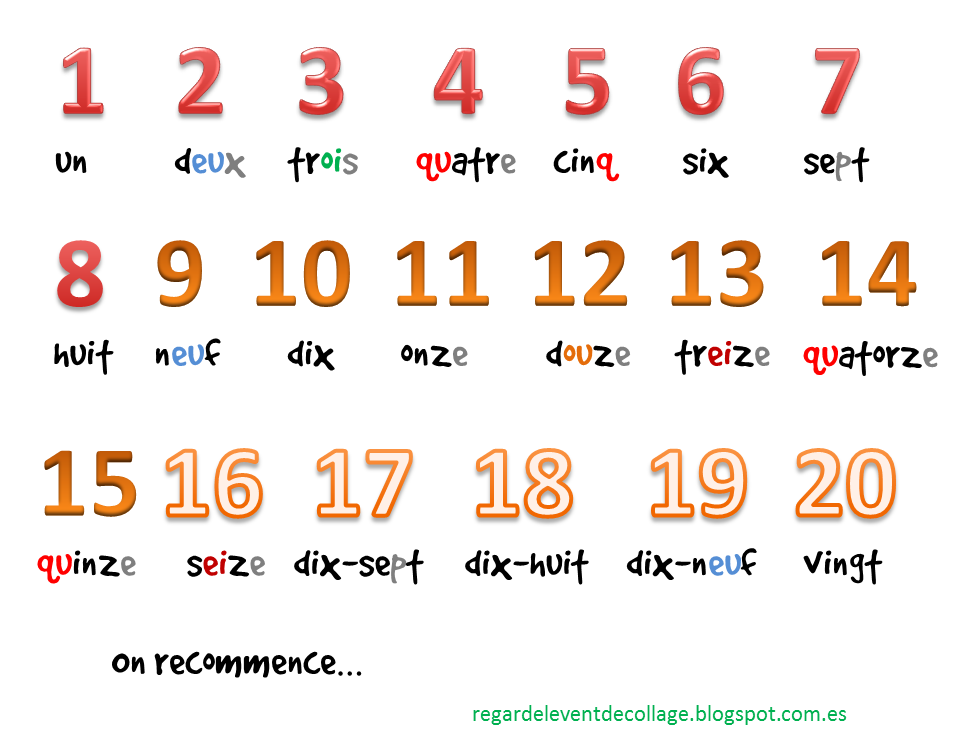 1 2 3 4 5 6 7
un deux trois quatre cinq six sept
8 9 10 11 12 13 14
huit neuf dix onze douze treize quatorze
15 16 17 18 19 20
quinze seize dix-sept dix-huit dix-neuf vingt
on recommence...
regardeleventdecollage.blogspot.com.es